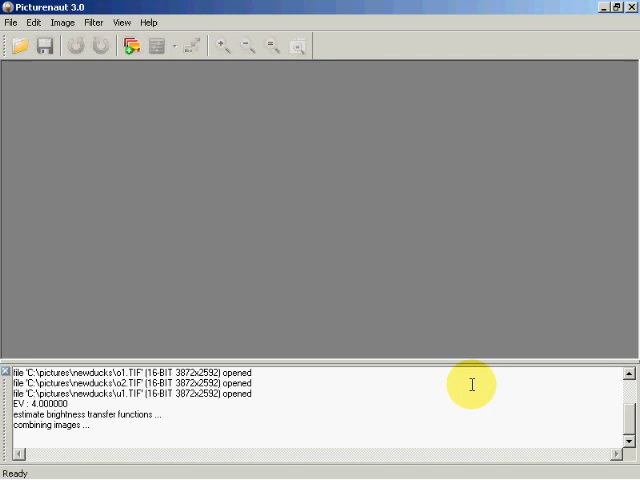 Picturenaut 3.0
File Edit Image Filter View Help
file 'C:\pictures\newducks\o1.TIF' (16-BIT 3872x2592) opened
file 'C:\pictures\newducks\o2.TIF' (16-BIT 3872x2592) opened
file 'C:\pictures\newducks\u1.TIF' (16-BIT 3872x2592) opened
EV : 4.000000
estimate brightness transfer functions ...
combining images ...
Ready